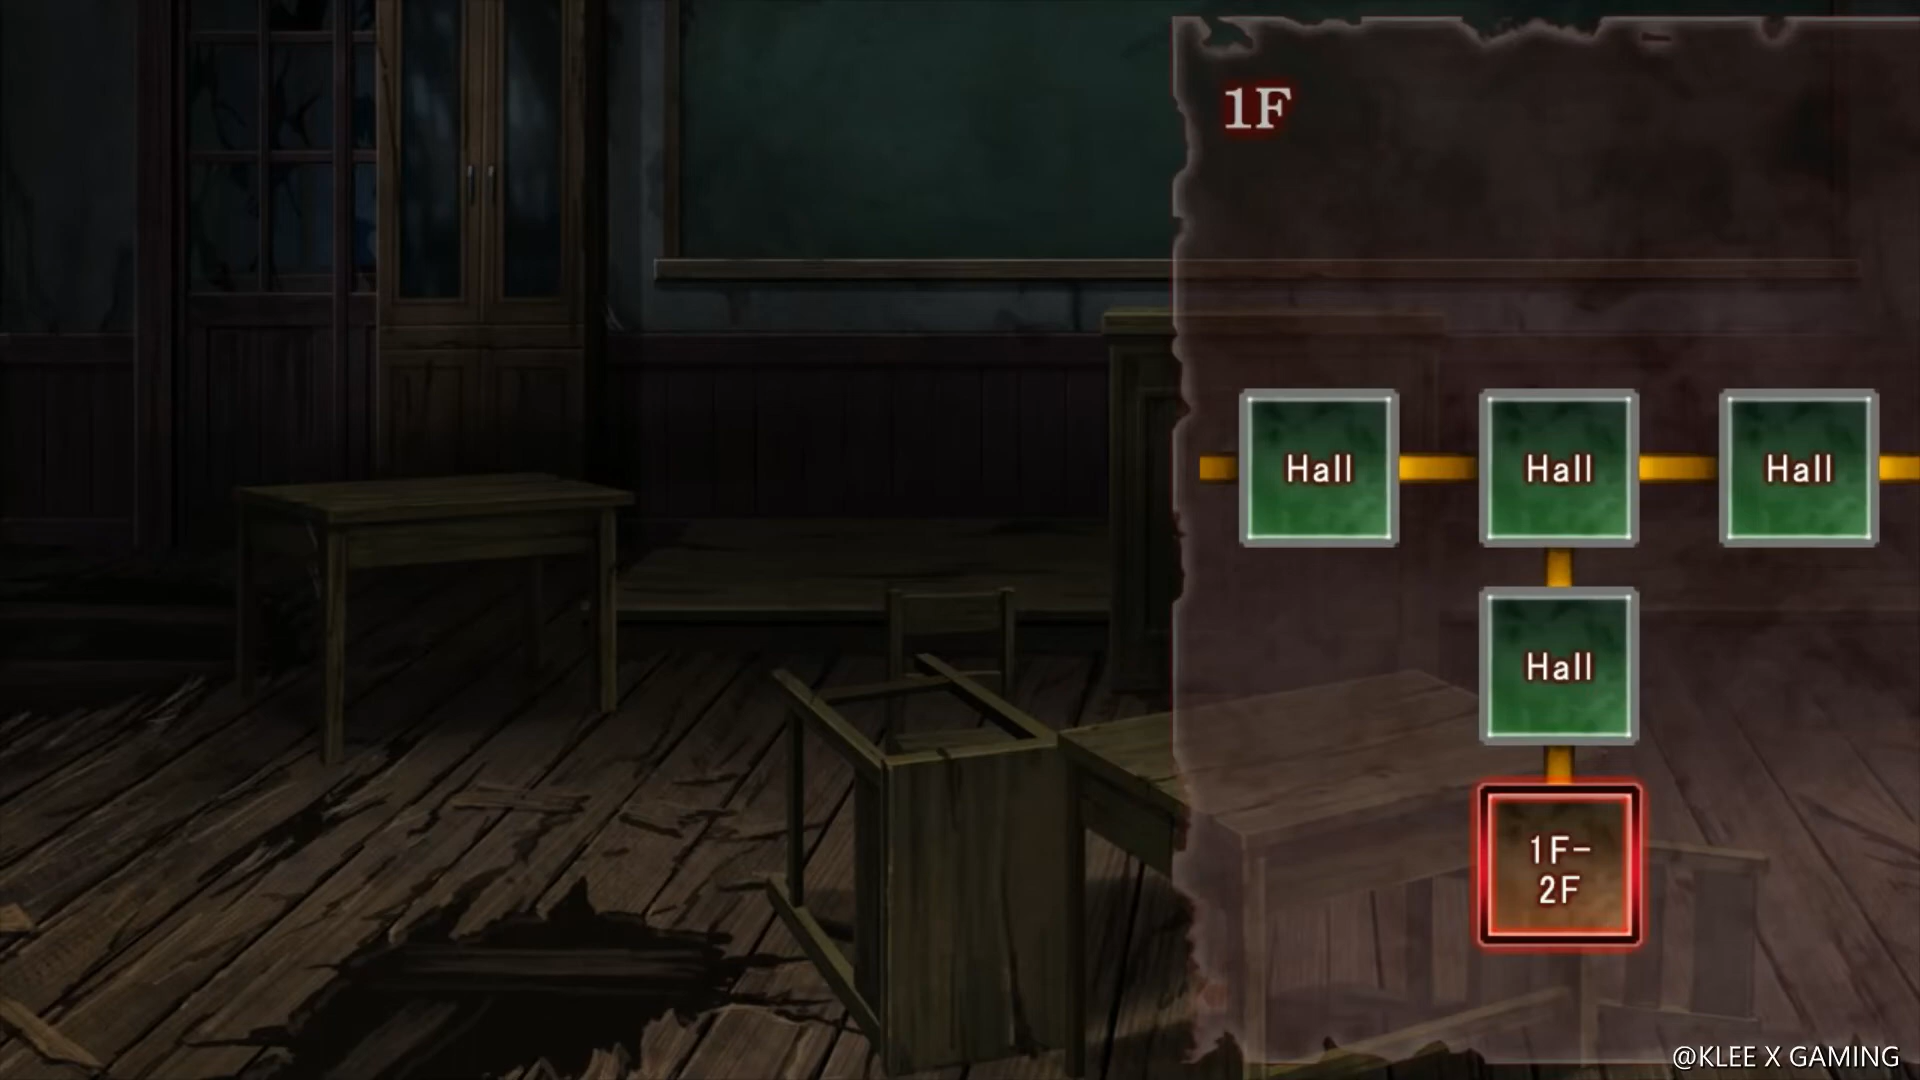 1F
Hall
Hall
Hall
Hall
1F-
2F
@KLEE X GAMING